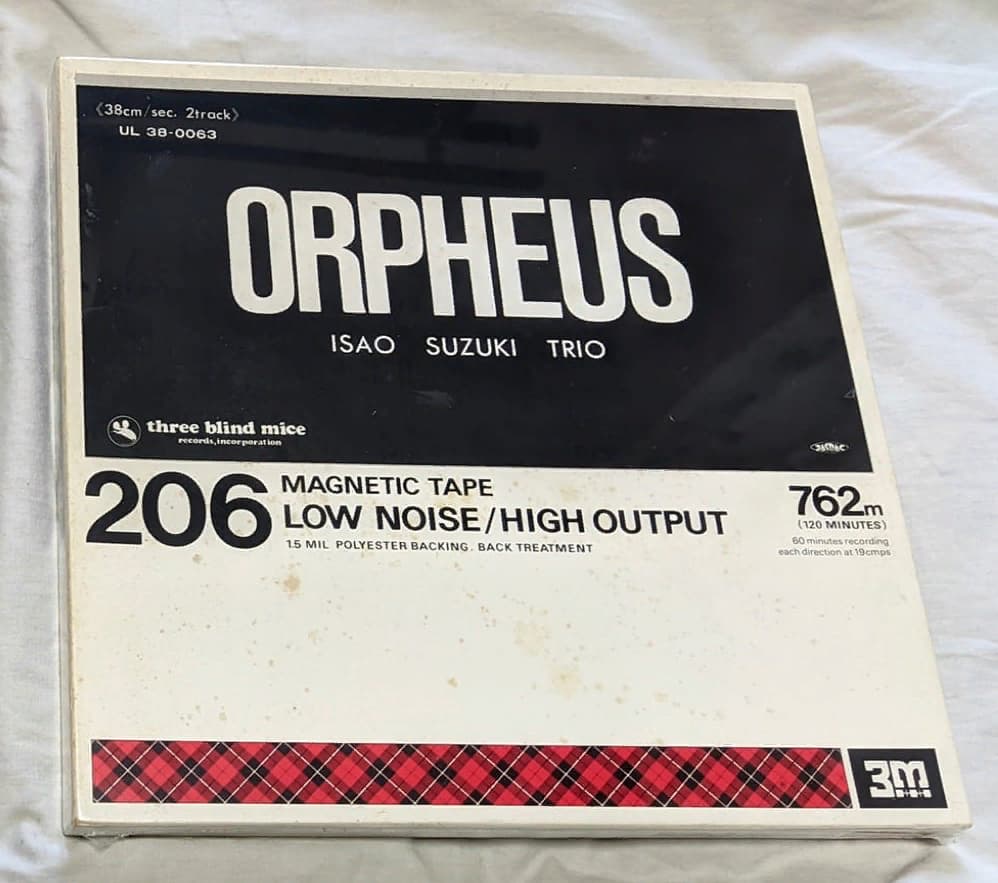 《38cm/sec. 2track》
UL 38-0063
ORPHEUS
ISAO SUZUKI TRIO
three blind mice
records, incorporation
206
MAGNETIC TAPE
LOW NOISE/HIGH OUTPUT
1.5 MIL POLYESTER BACKING. BACK TREATMENT
762m
(120 MINUTES)
60 minutes recording
each direction at 19cmps
3M